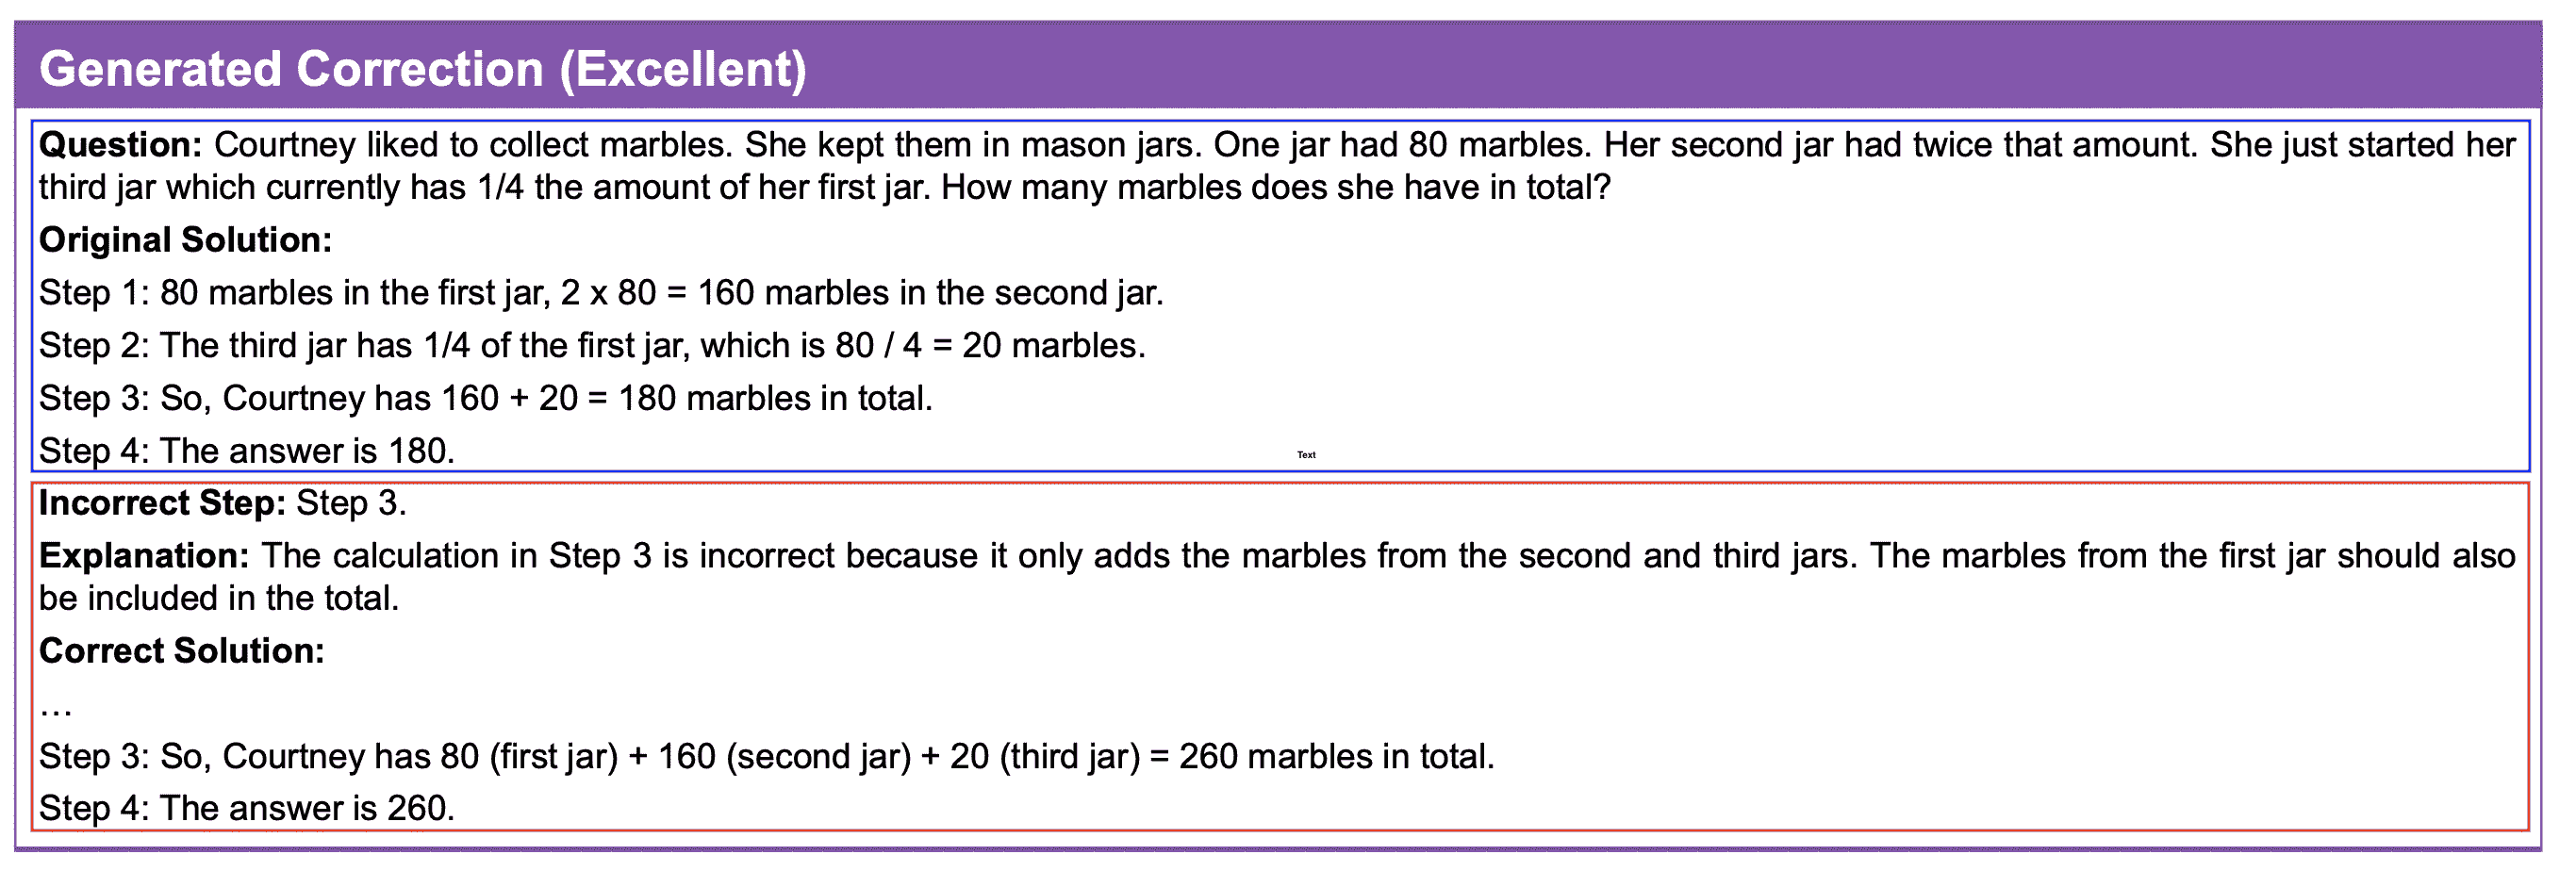 Generated Correction (Excellent)
Question: Courtney liked to collect marbles. She kept them in mason jars. One jar had 80 marbles. Her second jar had twice that amount. She just started her
third jar which currently has 1/4 the amount of her first jar. How many marbles does she have in total?
Original Solution:
Step 1: 80 marbles in the first jar, 2 x 80 = 160 marbles in the second jar.
Step 2: The third jar has 1/4 of the first jar, which is 80 / 4 = 20 marbles.
Step 3: So, Courtney has 160 + 20 = 180 marbles in total.
Step 4: The answer is 180.
Text
Incorrect Step: Step 3.
Explanation: The calculation in Step 3 is incorrect because it only adds the marbles from the second and third jars. The marbles from the first jar should also
be included in the total.
Correct Solution:
…
Step 3: So, Courtney has 80 (first jar) + 160 (second jar) + 20 (third jar) = 260 marbles in total.
Step 4: The answer is 260.